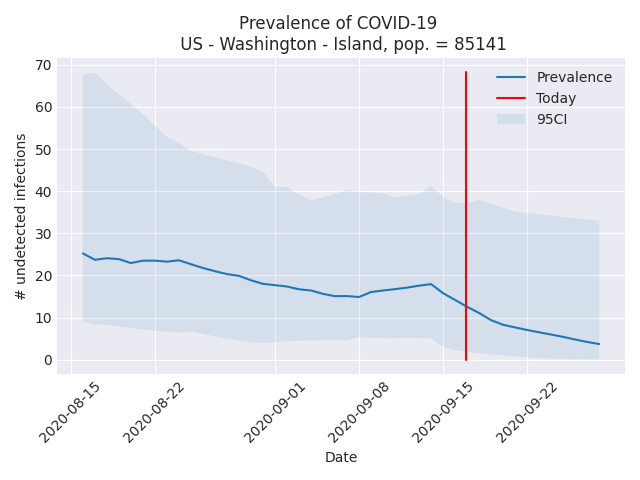 Prevalence of COVID-19
US - Washington - Island, pop. = 85141
70
60
50
40
30
20
10
0
# undetected infections
Prevalence
Today
95CI
2020-08-15
2020-08-22
2020-09-01
2020-09-08
2020-09-15
2020-09-22
Date